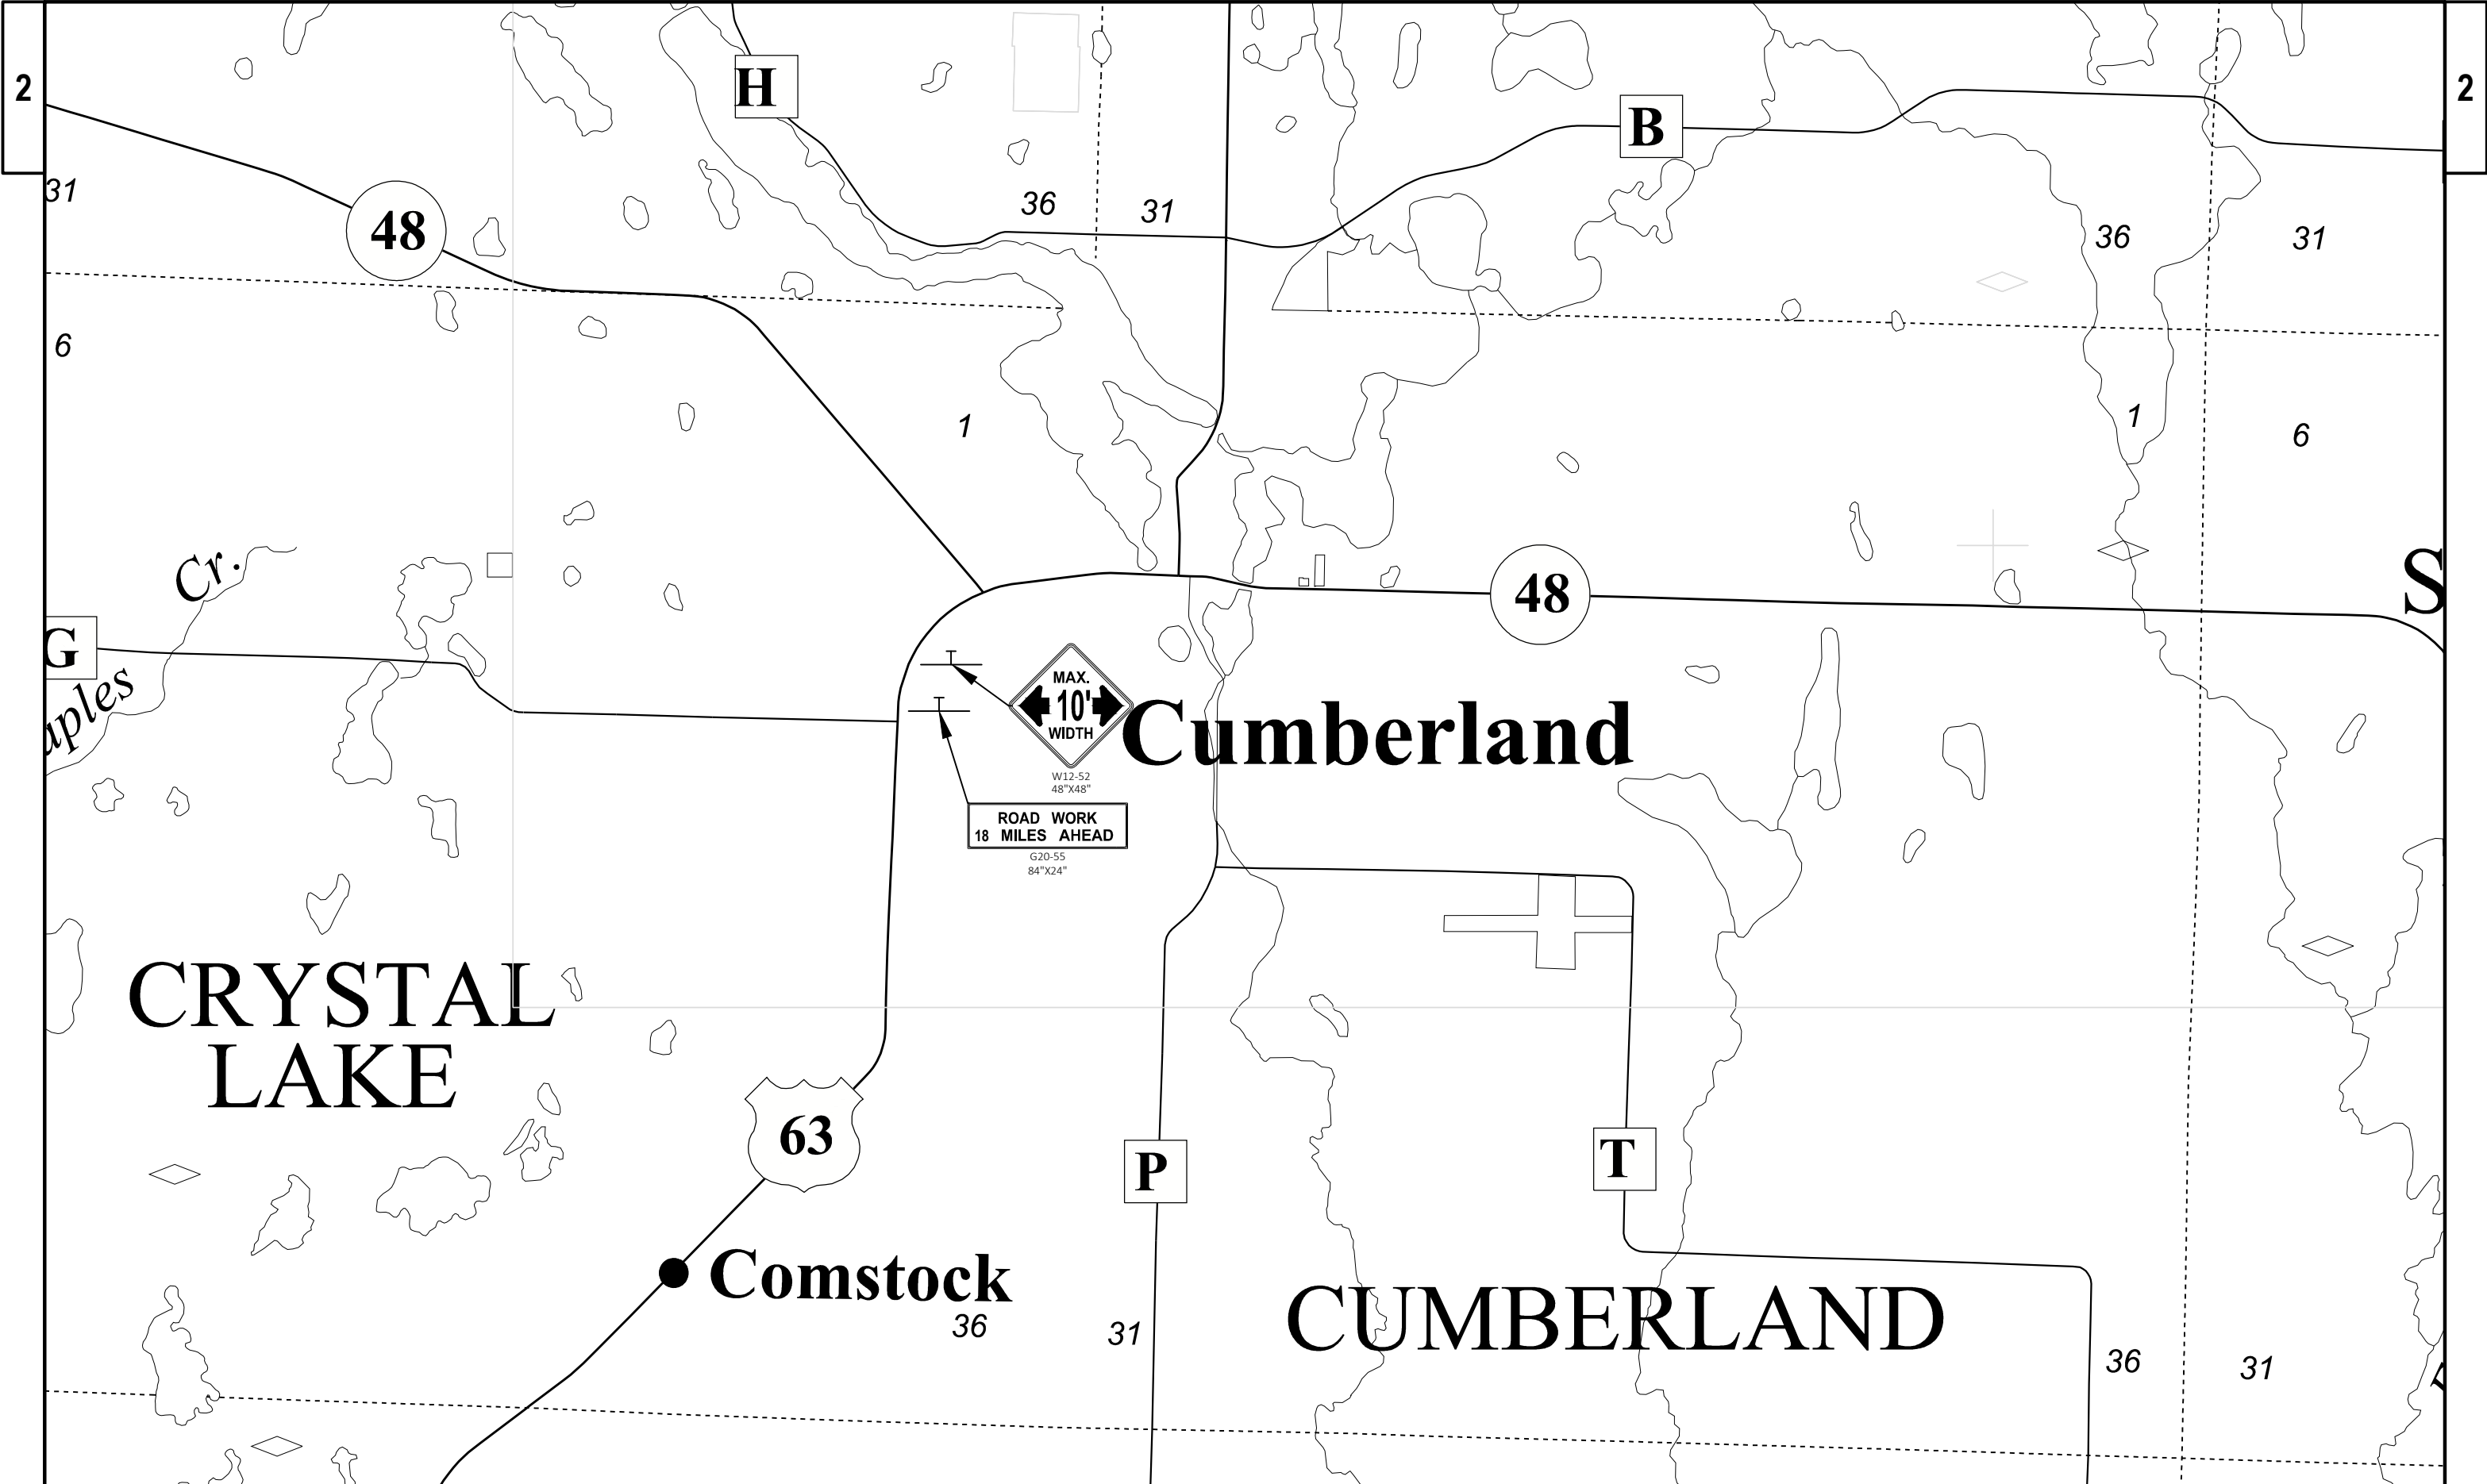 2
2
H
B
31
48
36
31
36
31
6
1
1
6
Cr.
48
S
G
uples
MAX.
10'
WIDTH
Cumberland
W12-52
48"X48"
ROAD WORK
18 MILES AHEAD
G20-55
84"X24"
CRYSTAL
LAKE
63
P
T
Comstock
36
31
CUMBERLAND
36
31